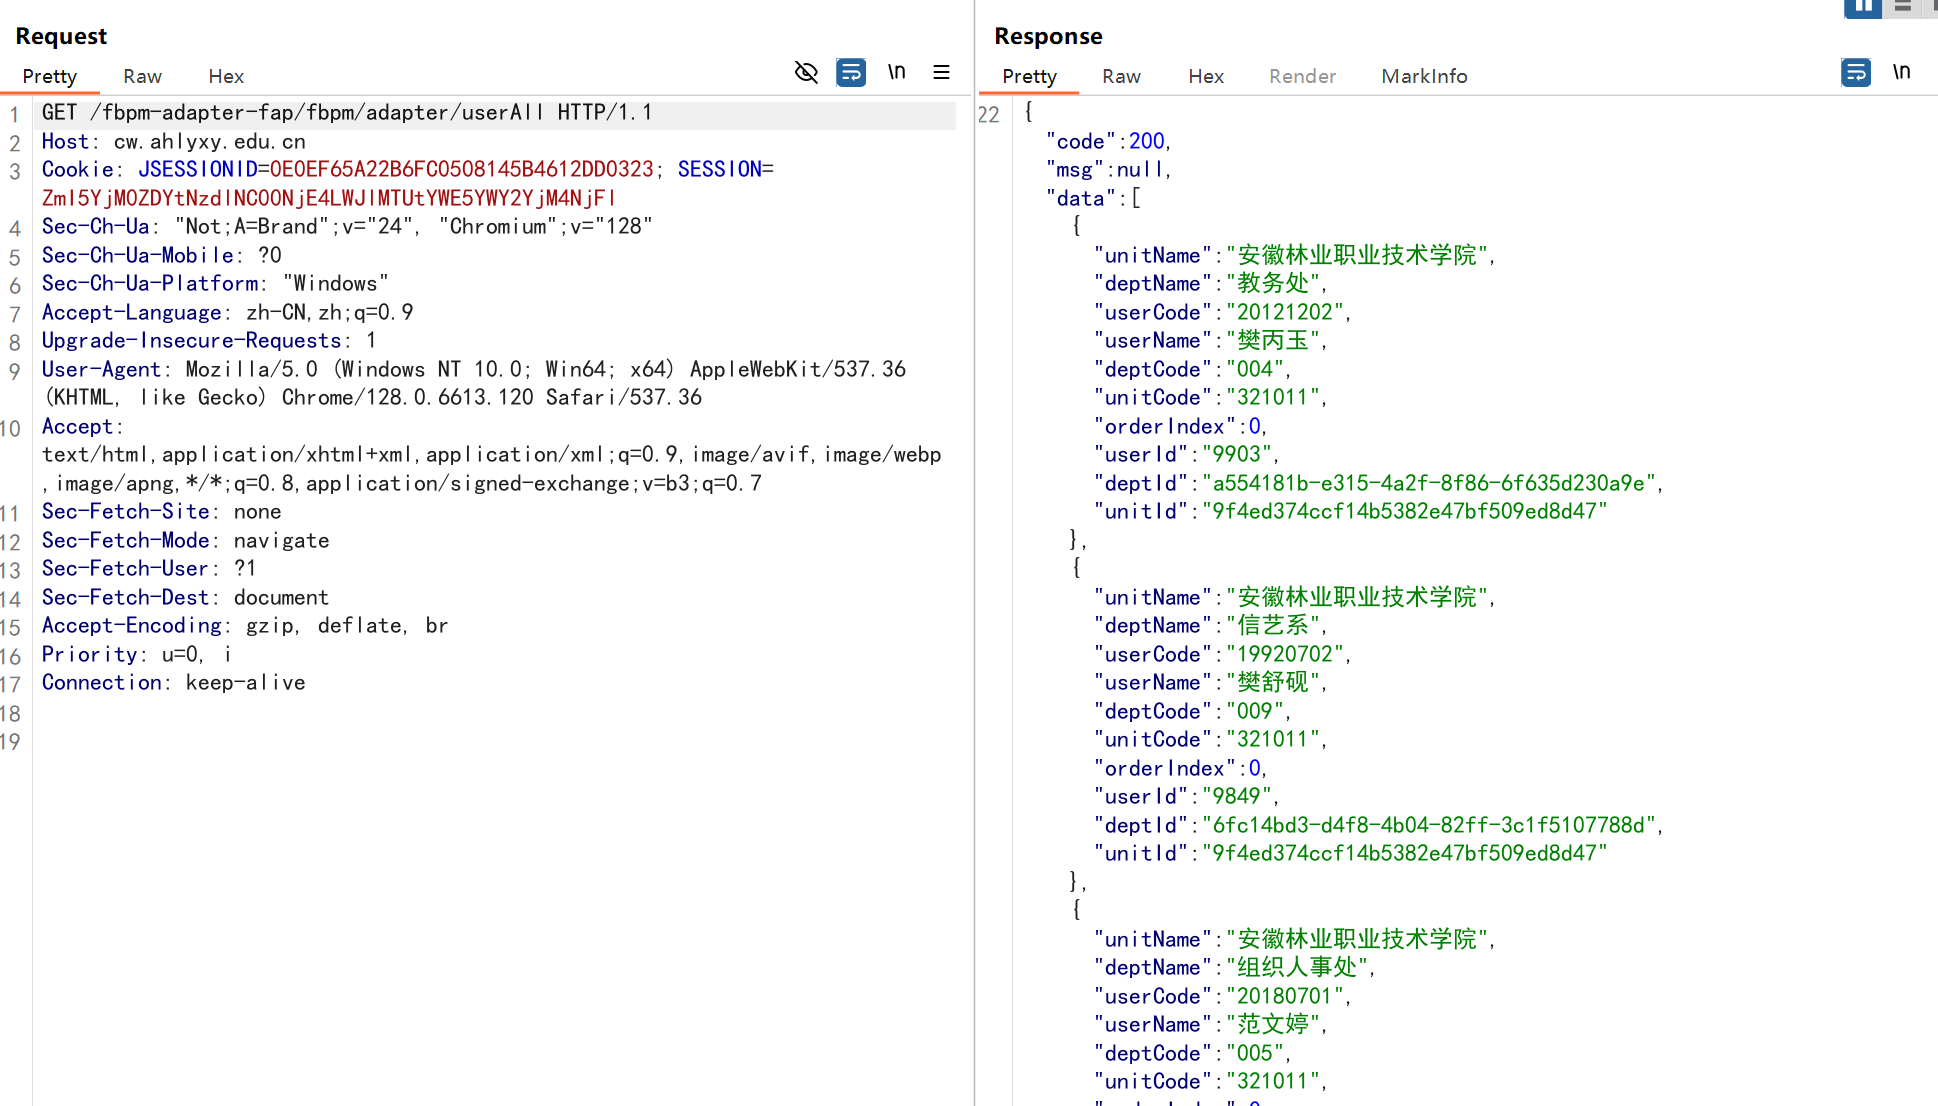 Request
Pretty Raw Hex \n
1 GET /fbpm-adapter-fap/fbpm/adapter/userAll HTTP/1.1
2 Host: cw.ahlyxy.edu.cn
3 Cookie: JSESSIONID=0E0EF65A22B6FC0508145B4612DD0323; SESSION=
ZmI5YjM0ZDYtNzdlNC00NjE4LWJlMTUtYWE5YWY2YjM4NjFl
4 Sec-Ch-Ua: "Not;A=Brand";v="24", "Chromium";v="128"
5 Sec-Ch-Ua-Mobile: ?0
6 Sec-Ch-Ua-Platform: "Windows"
7 Accept-Language: zh-CN,zh;q=0.9
8 Upgrade-Insecure-Requests: 1
9 User-Agent: Mozilla/5.0 (Windows NT 10.0; Win64; x64) AppleWebKit/537.36
(KHTML, like Gecko) Chrome/128.0.6613.120 Safari/537.36
10 Accept:
text/html,application/xhtml+xml,application/xml;q=0.9,image/avif,image/webp
,image/apng,*/*;q=0.8,application/signed-exchange;v=b3;q=0.7
11 Sec-Fetch-Site: none
12 Sec-Fetch-Mode: navigate
13 Sec-Fetch-User: ?1
14 Sec-Fetch-Dest: document
15 Accept-Encoding: gzip, deflate, br
16 Priority: u=0, i
17 Connection: keep-alive
18
19
Response
Pretty Raw Hex Render MarkInfo \n
22 {
"code":200,
"msg":null,
"data":[
{
"unitName":"安徽林业职业技术学院",
"deptName":"教务处",
"userCode":"20121202",
"userName":"樊丙玉",
"deptCode":"004",
"unitCode":"321011",
"orderIndex":0,
"userId":"9903",
"deptId":"a554181b-e315-4a2f-8f86-6f635d230a9e",
"unitId":"9f4ed374ccf14b5382e47bf509ed8d47"
},
{
"unitName":"安徽林业职业技术学院",
"deptName":"信艺系",
"userCode":"19920702",
"userName":"樊舒砚",
"deptCode":"009",
"unitCode":"321011",
"orderIndex":0,
"userId":"9849",
"deptId":"6fc14bd3-d4f8-4b04-82ff-3c1f5107788d",
"unitId":"9f4ed374ccf14b5382e47bf509ed8d47"
},
{
"unitName":"安徽林业职业技术学院",
"deptName":"组织人事处",
"userCode":"20180701",
"userName":"范文婷",
"deptCode":"005",
"unitCode":"321011",